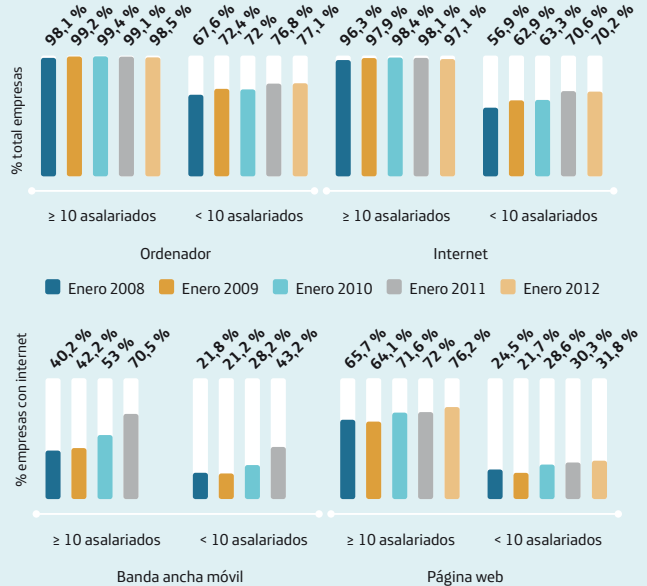 98,1 % 99,2 % 99,4 % 99,1 % 98,5 % 67,6 % 72,4 % 72 % 76,8 % 77,1 % 96,3 % 97,9 % 98,4 % 98,1 % 97,1 % 56,9 % 62,9 % 63,3 % 70,6 % 70,2 %
% total empresas
≥ 10 asalariados < 10 asalariados ≥ 10 asalariados < 10 asalariados
Ordenador Internet
Enero 2008 Enero 2009 Enero 2010 Enero 2011 Enero 2012
40,2 % 42,2 % 53 % 70,5 % 21,8 % 21,2 % 28,2 % 43,2 % 65,7 % 64,1 % 71,6 % 72 % 76,2 % 24,5 % 21,7 % 28,6 % 30,3 % 31,8 %
% empresas con internet
≥ 10 asalariados < 10 asalariados ≥ 10 asalariados < 10 asalariados
Banda ancha móvil Página web